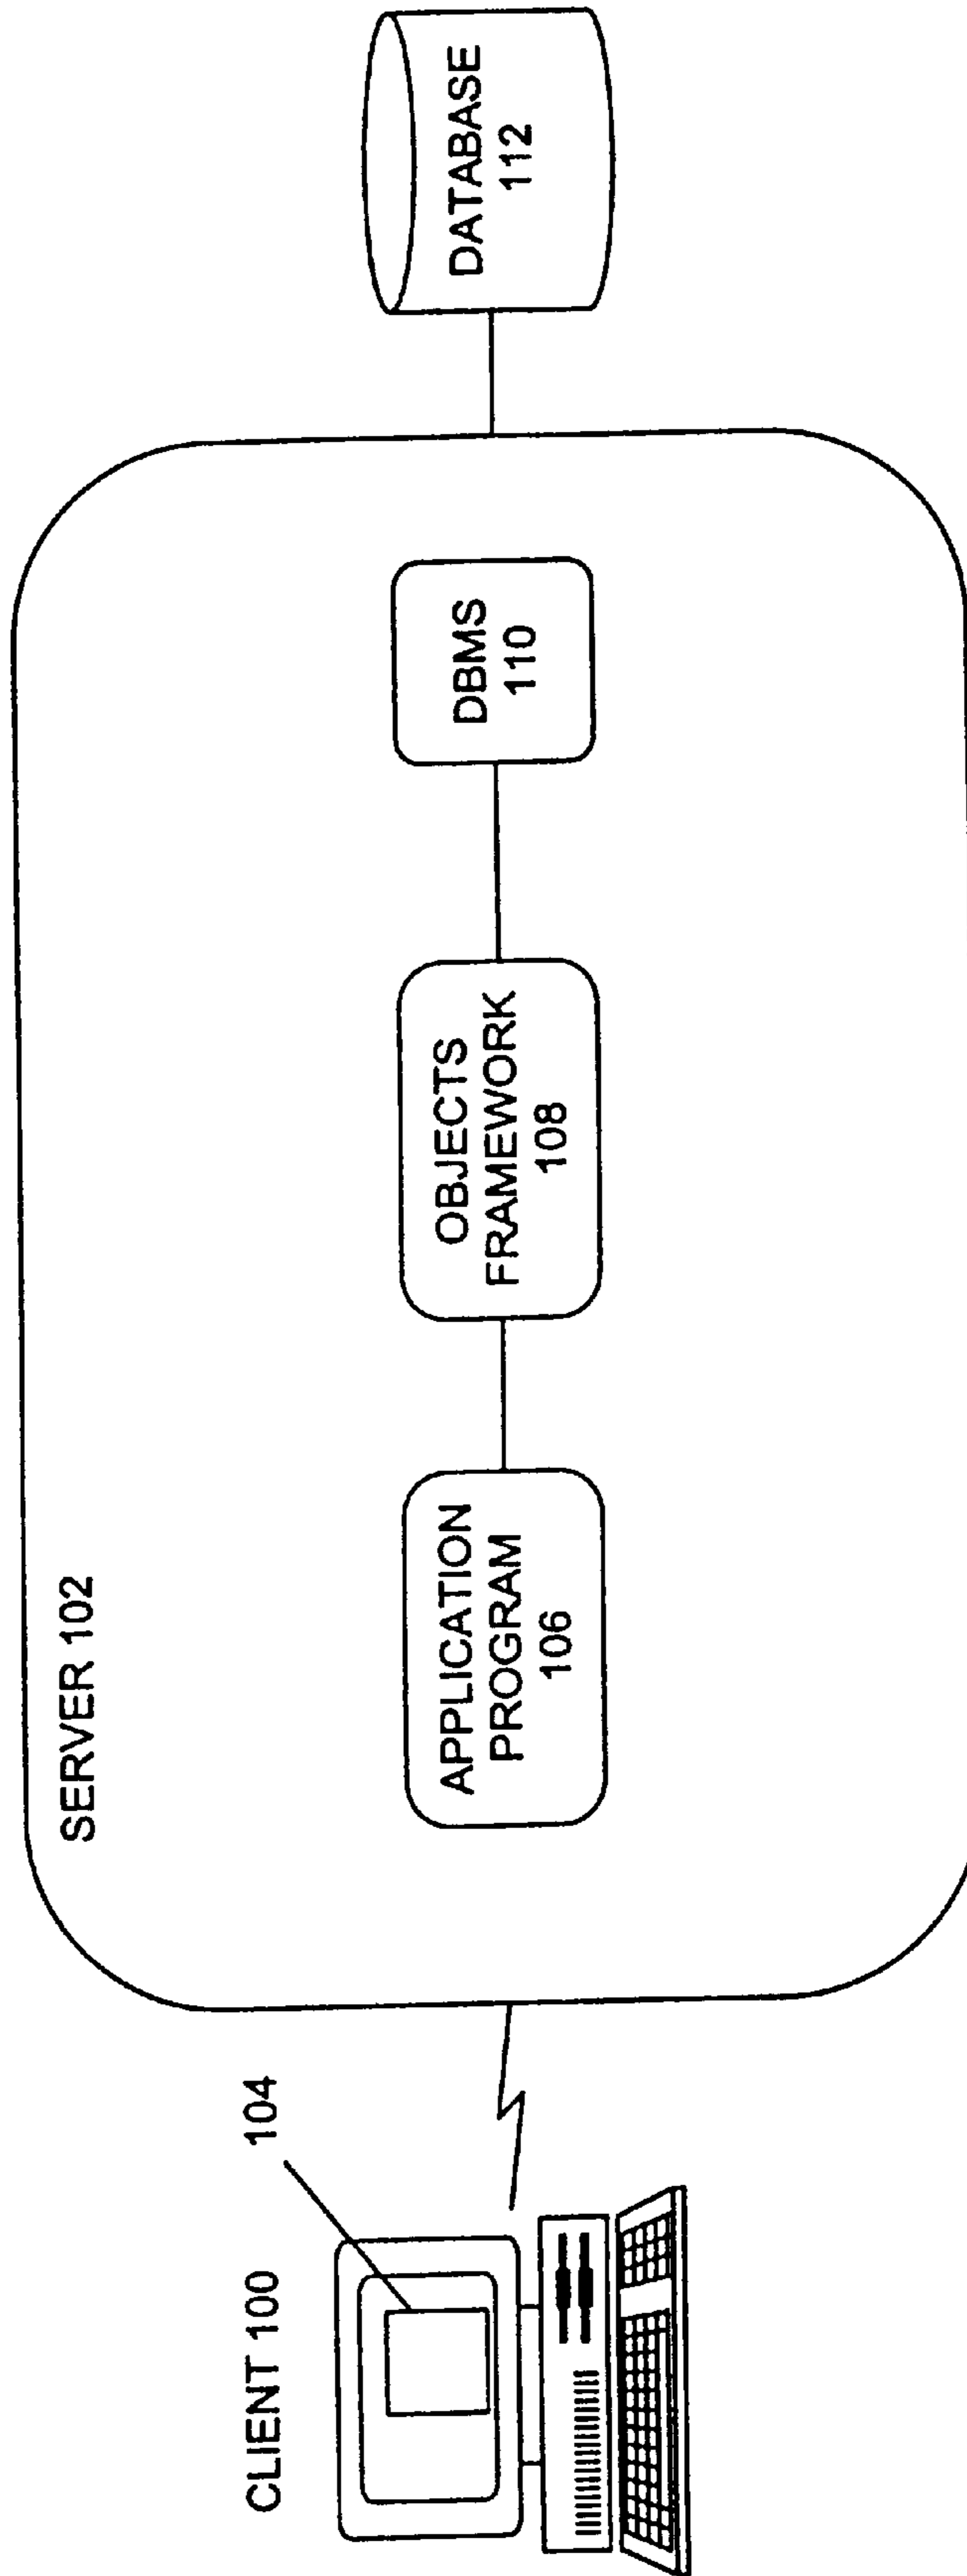 CLIENT 100
104
SERVER 102
APPLICATION
PROGRAM
106
OBJECTS
FRAMEWORK
108
DBMS
110
DATABASE
112